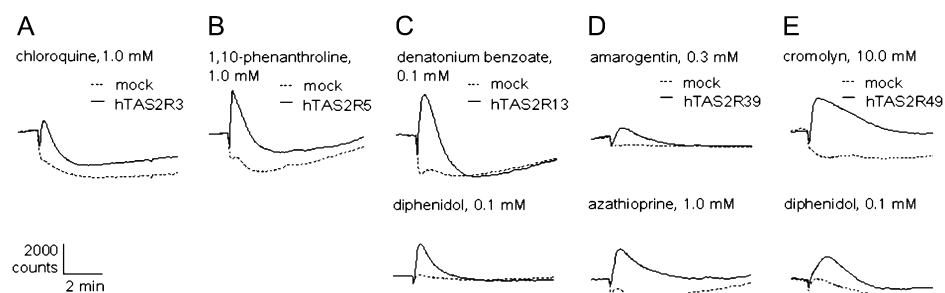 A
chloroquine, 1.0 mM
mock
hTAS2R3
B
1,10-phenanthroline,
1.0 mM
mock
hTAS2R5
C
denatonium benzoate,
0.1 mM
mock
hTAS2R13
D
amarogentin, 0.3 mM
mock
hTAS2R39
E
cromolyn, 10.0 mM
mock
hTAS2R49
diphenidol, 0.1 mM
azathioprine, 1.0 mM
diphenidol, 0.1 mM
2000
counts
2 min